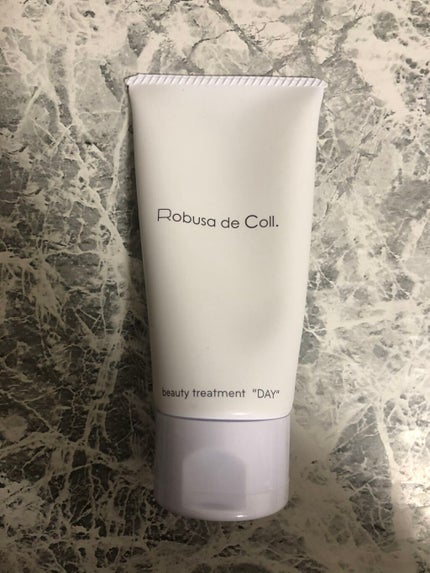 Robusa de Coll.
beauty treatment "DAY"